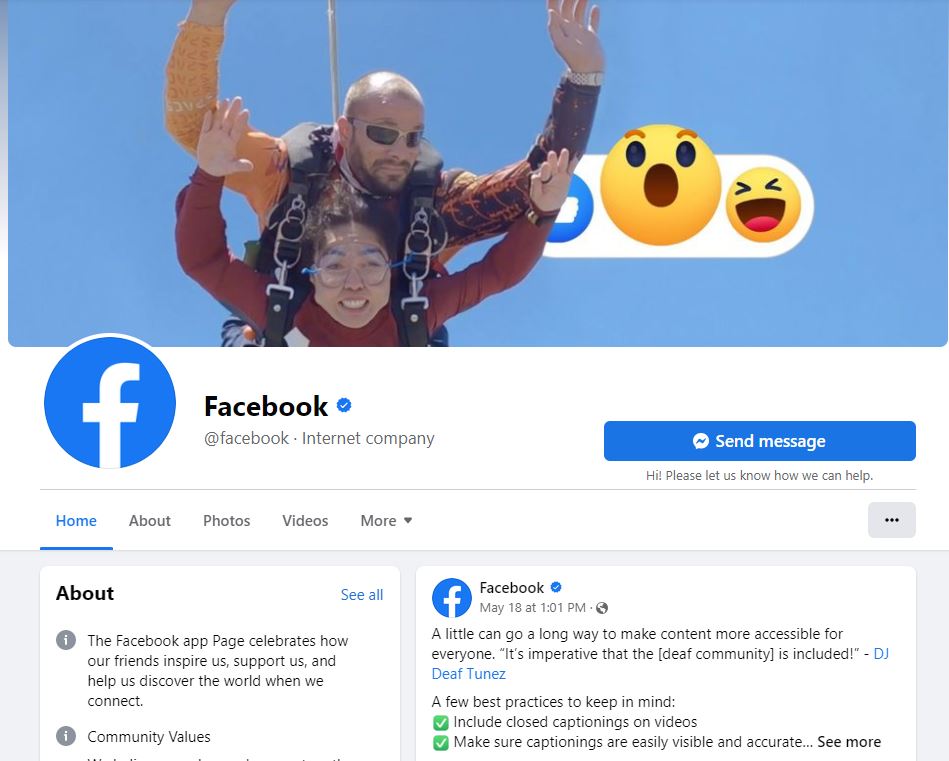 Facebook
@facebook · Internet company
Send message
Hi! Please let us know how we can help.
Home About Photos Videos More
About
See all
The Facebook app Page celebrates how
our friends inspire us, support us, and
help us discover the world when we
connect.
Community Values
Facebook
May 18 at 1:01 PM ·
A little can go a long way to make content more accessible for
everyone. “It’s imperative that the [deaf community] is included!” - DJ
Deaf Tunez
A few best practices to keep in mind:
✅ Include closed captionings on videos
✅ Make sure captionings are easily visible and accurate... See more